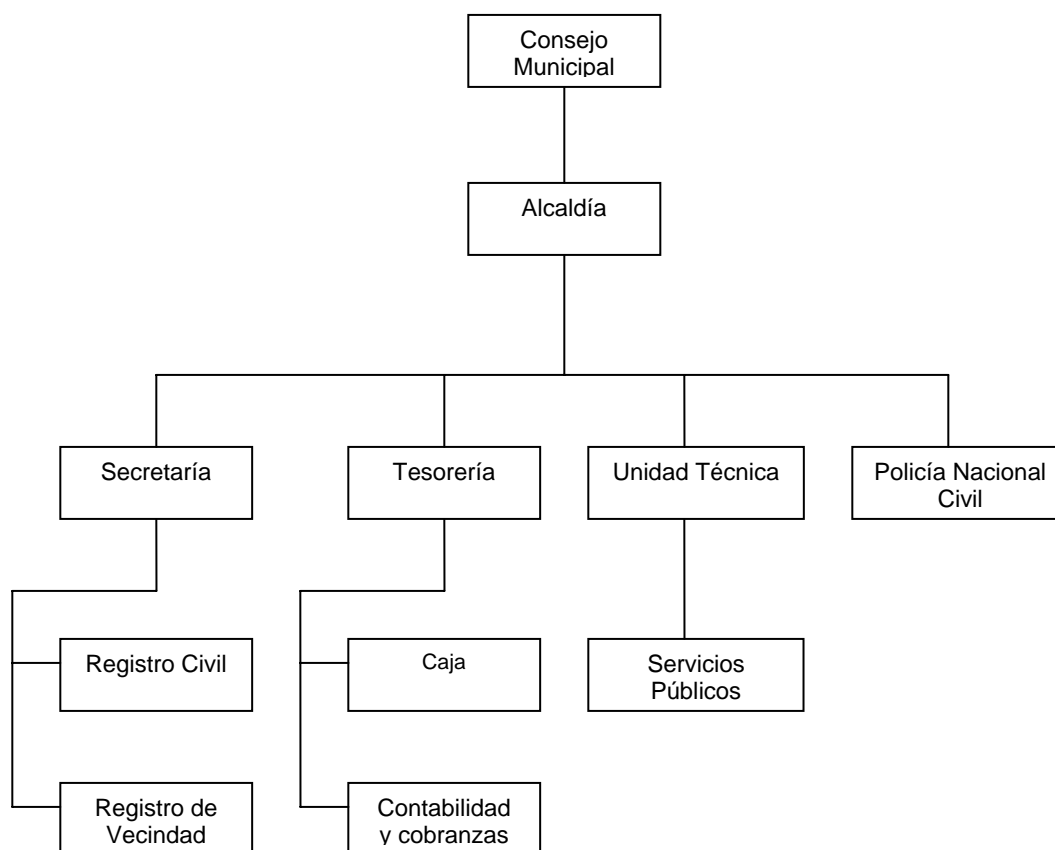 Consejo
Municipal
Alcaldía
Secretaría
Tesorería
Unidad Técnica
Policía Nacional
Civil
Registro Civil
Caja
Servicios
Públicos
Registro de
Vecindad
Contabilidad
y cobranzas